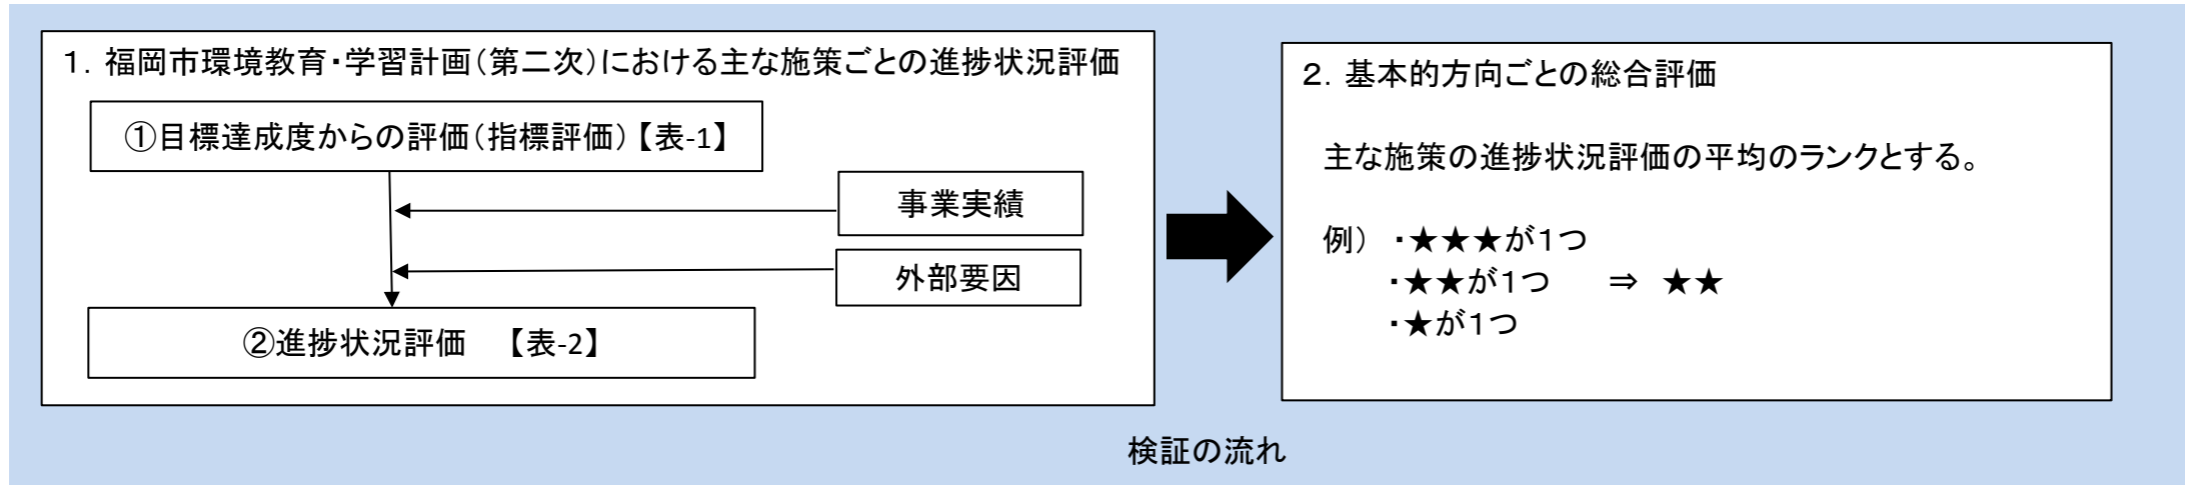 １．福岡市環境教育・学習計画（第二次）における主な施策ごとの進捗状況評価
①目標達成度からの評価（指標評価）【表-1】
事業実績
外部要因
②進捗状況評価　【表-2】
２．基本的方向ごとの総合評価
主な施策の進捗状況評価の平均のランクとする。
例）　・★★★が１つ
・★★が１つ　　⇒　★★
・★が１つ
検証の流れ